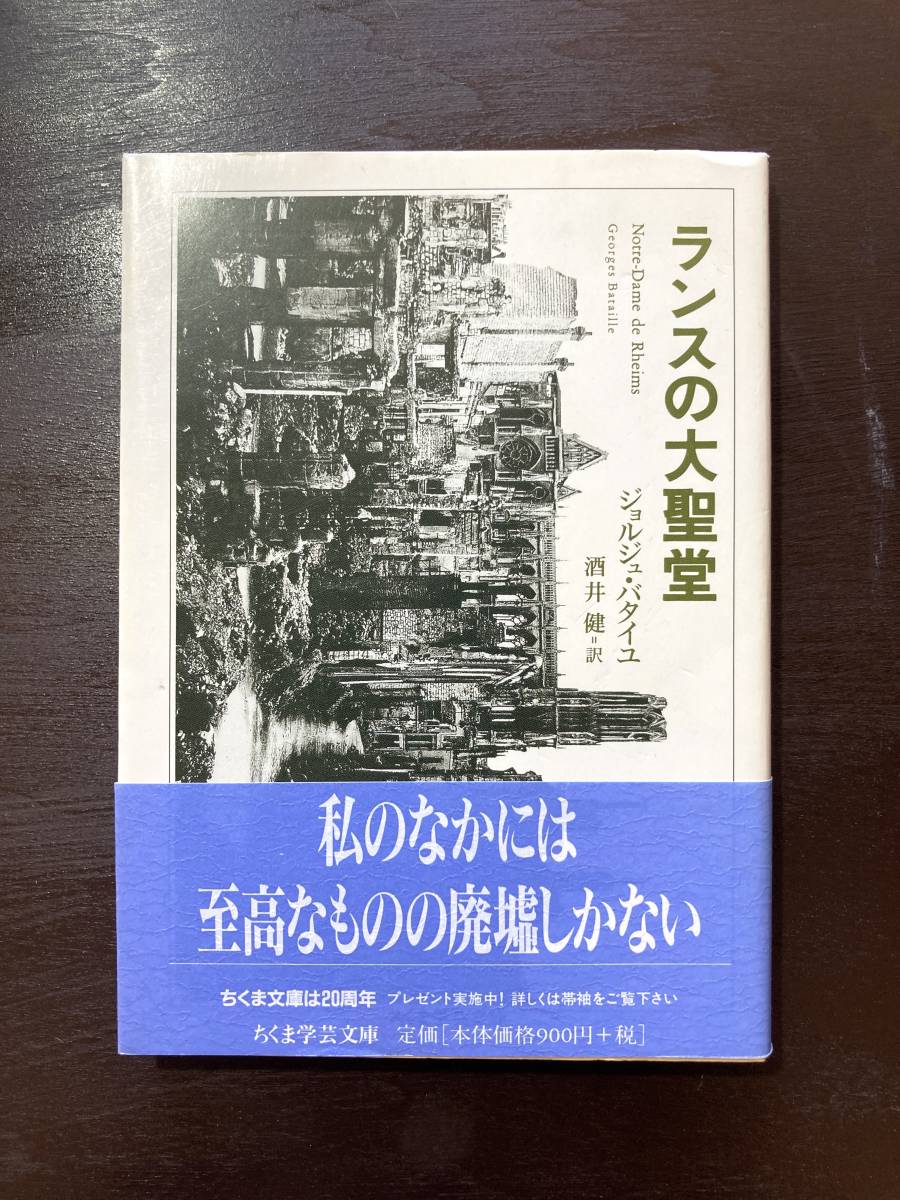 ランスの大聖堂
Notre-Dame de Rheims
Georges Bataille
ジョルジュ・バタイユ
酒井 健=訳
私のなかには
至高なものの廃墟しかない
ちくま文庫は20周年 プレゼント実施中! 詳しくは帯袖をご覧下さい
ちくま学芸文庫 定価[本体価格900円+税]